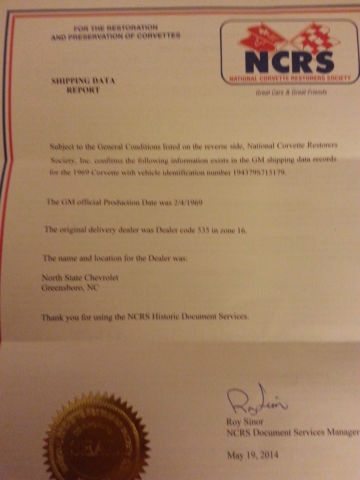 FOR THE RESTORATION
AND PRESERVATION OF CORVETTES
NCRS
NATIONAL CORVETTE RESTORERS SOCIETY
Great Cars & Great Friends
SHIPPING DATA
REPORT
Subject to the General Conditions listed on the reverse side, National Corvette Restorers
Society, Inc. confirms the following information exists in the GM shipping data records
for the 1969 Corvette with vehicle identification number 194379S715179.
The GM official Production Date was 2/4/1969
The original delivery dealer was Dealer code 535 in zone 16.
The name and location for the Dealer was:
North State Chevrolet
Greensboro, NC
Thank you for using the NCRS Historic Document Services.
Roy Sinor
NCRS Document Services Manager
May 19, 2014